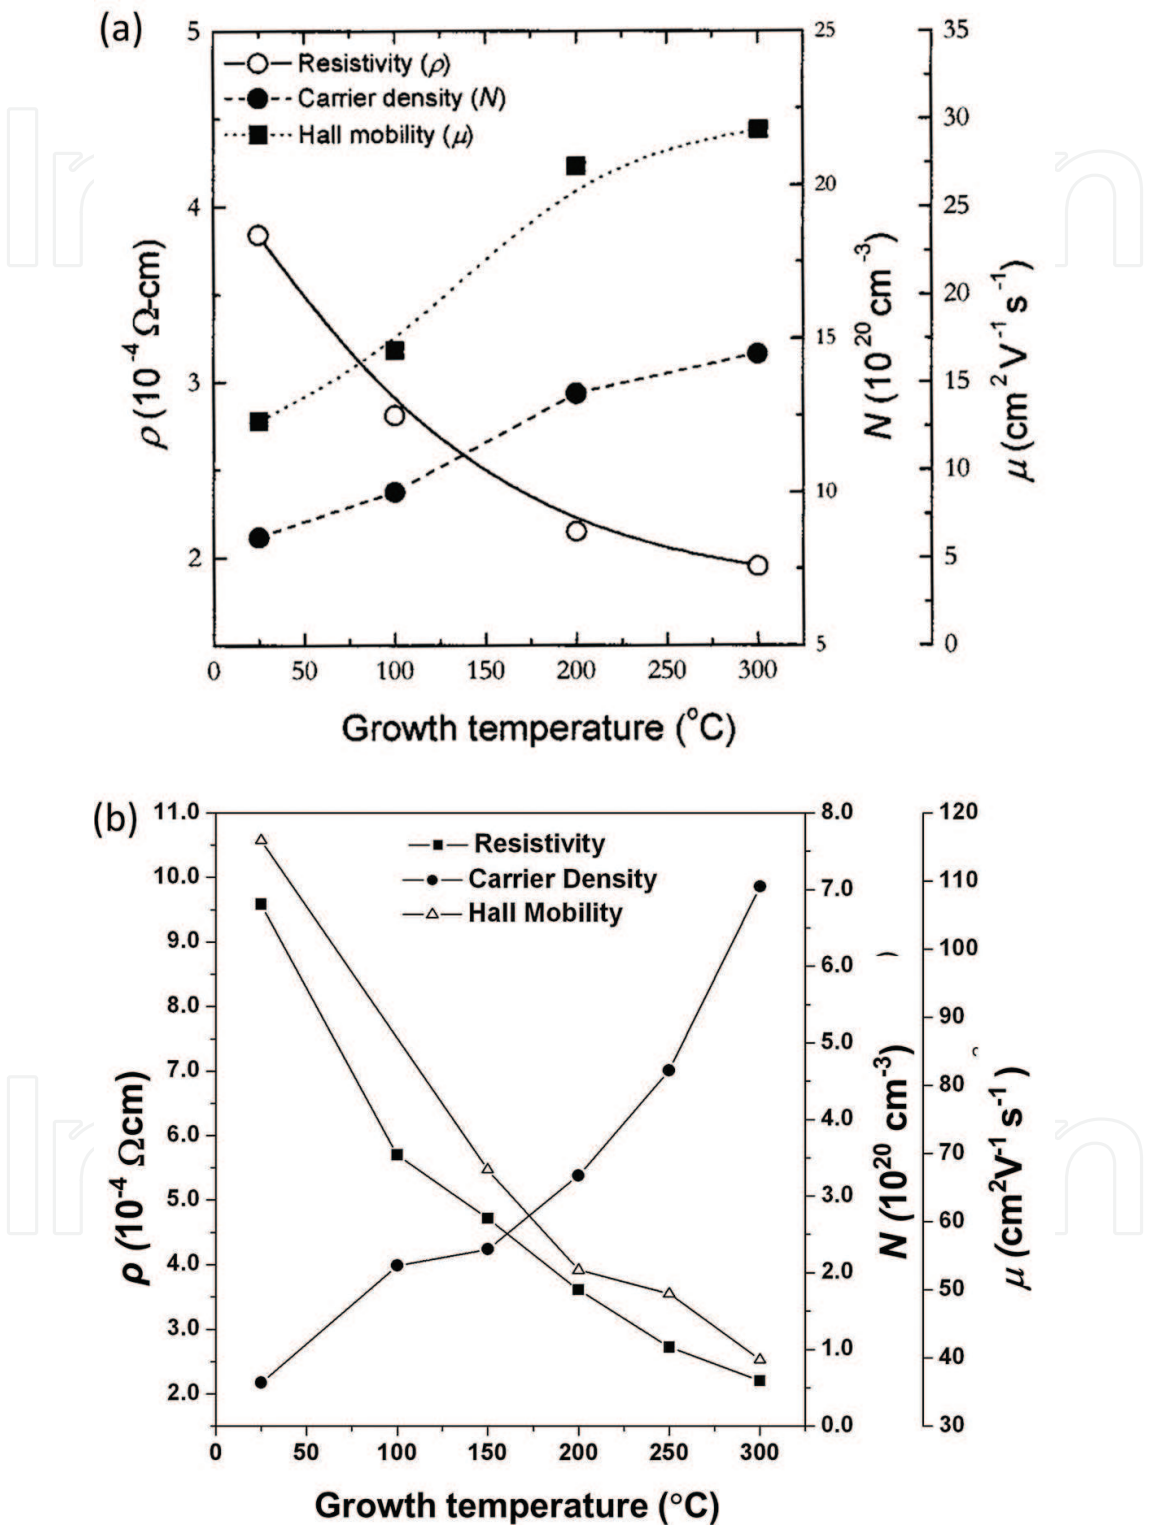 (a)
Resistivity (ρ)
Carrier density (N)
Hall mobility (μ)
5
4
3
2
ρ (10⁻⁴ Ω-cm)
25
20
15
10
5
N (10²⁰ cm⁻³)
35
30
25
20
15
10
5
0
μ (cm² V⁻¹ s⁻¹)
0 50 100 150 200 250 300
Growth temperature (°C)
(b)
Resistivity
Carrier Density
Hall Mobility
11.0
10.0
9.0
8.0
7.0
6.0
5.0
4.0
3.0
2.0
ρ (10⁻⁴ Ωcm)
8.0
7.0
6.0
5.0
4.0
3.0
2.0
1.0
0.0
N (10²⁰ cm⁻³)
120
110
100
90
80
70
60
50
40
30
μ (cm²V⁻¹ s⁻¹)
0 50 100 150 200 250 300
Growth temperature (°C)